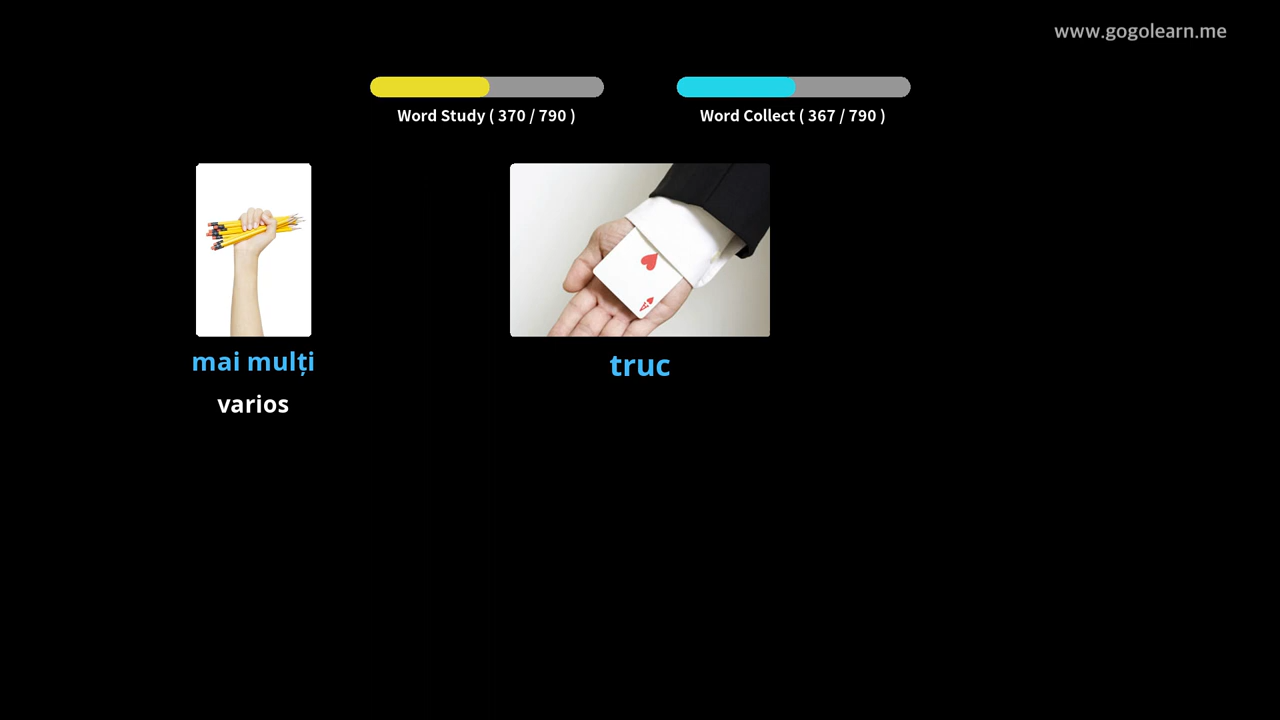 www.gogolearn.me
Word Study ( 370 / 790 )
Word Collect ( 367 / 790 )
mai mulți
varios
truc